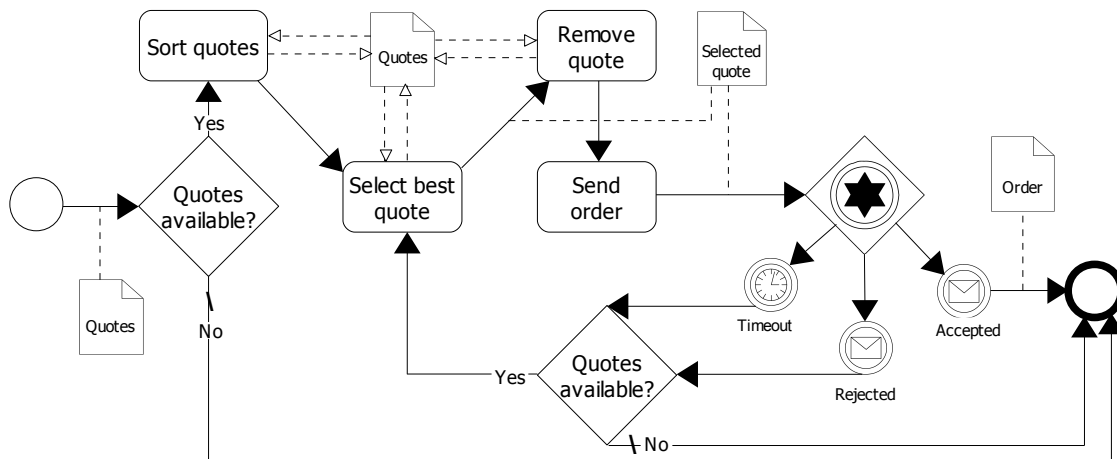 Sort quotes
Quotes
Remove
quote
Selected
quote
Yes
Quotes
available?
Select best
quote
Send
order
Order
Quotes
No
Timeout
Accepted
Rejected
Yes
Quotes
available?
No